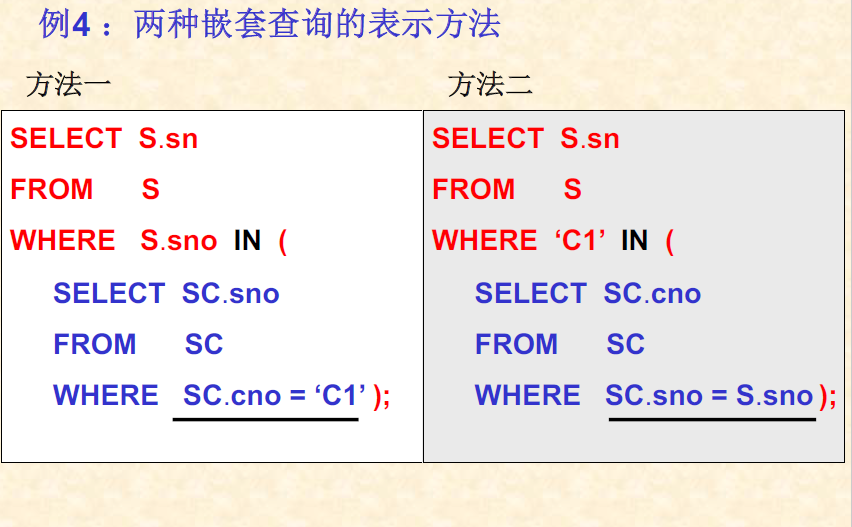 例4 ：两种嵌套查询的表示方法
方法一
SELECT S.sn
FROM S
WHERE S.sno IN (
SELECT SC.sno
FROM SC
WHERE SC.cno = ‘C1’ );
方法二
SELECT S.sn
FROM S
WHERE ‘C1’ IN (
SELECT SC.cno
FROM SC
WHERE SC.sno = S.sno );